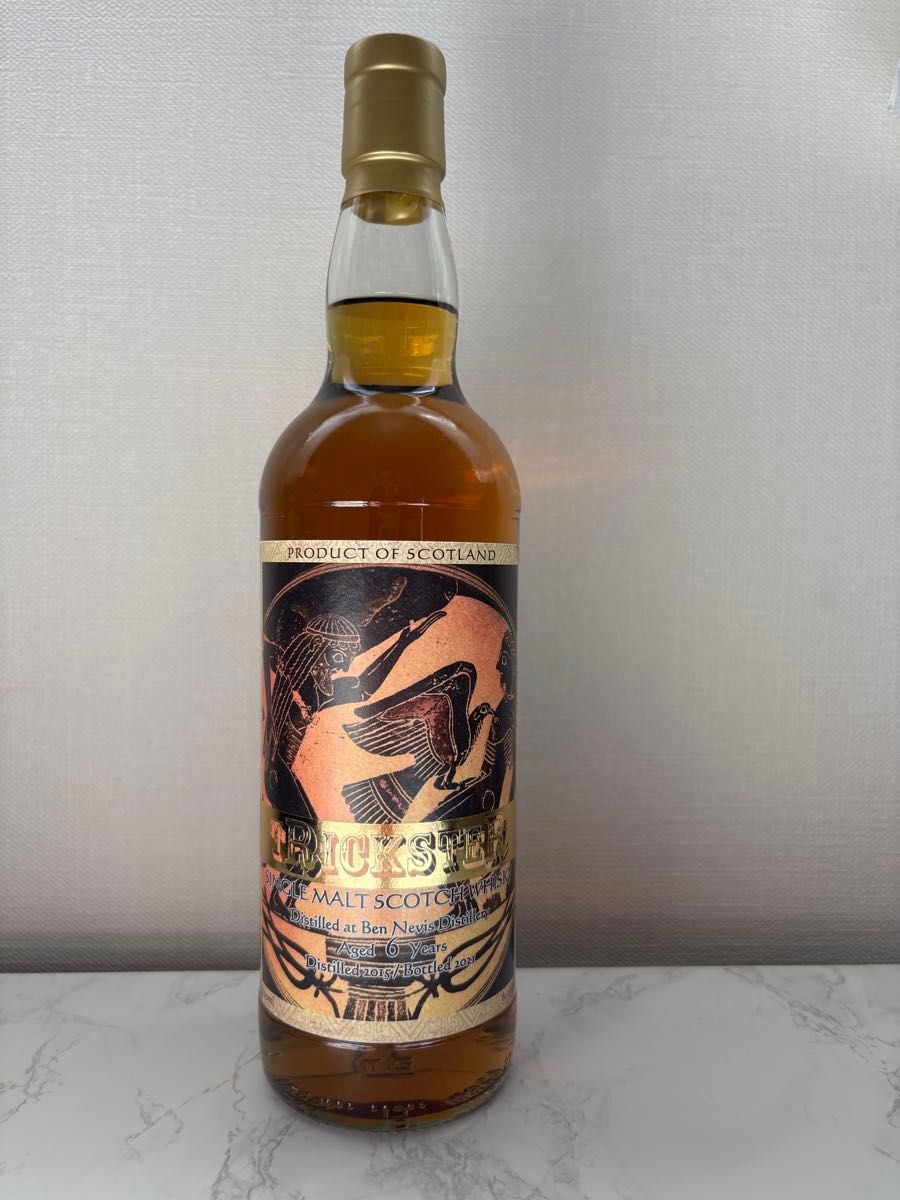 PRODUCT OF SCOTLAND
TRICKSTER
SINGLE MALT SCOTCH WHISKY
Distilled at Ben Nevis Distillery
Aged 6 Years
Distilled 2015 / Bottled 2021